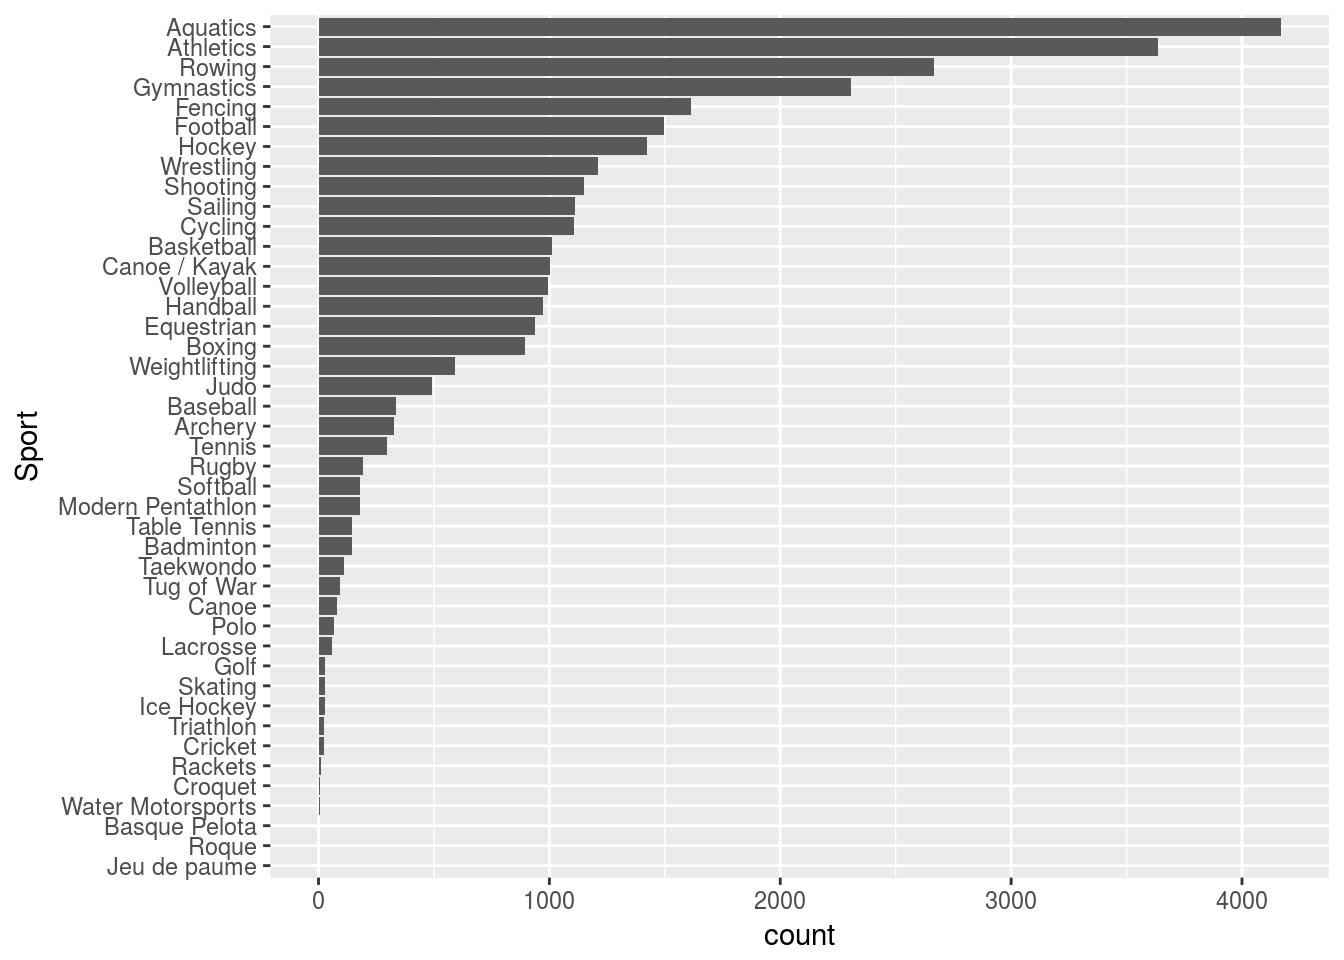 Aquatics
Athletics
Rowing
Gymnastics
Fencing
Football
Hockey
Wrestling
Shooting
Sailing
Cycling
Basketball
Canoe / Kayak
Volleyball
Handball
Equestrian
Boxing
Weightlifting
Judo
Baseball
Archery
Tennis
Rugby
Softball
Modern Pentathlon
Table Tennis
Badminton
Taekwondo
Tug of War
Canoe
Polo
Lacrosse
Golf
Skating
Ice Hockey
Triathlon
Cricket
Rackets
Croquet
Water Motorsports
Basque Pelota
Roque
Jeu de paume
Sport
0 1000 2000 3000 4000
count